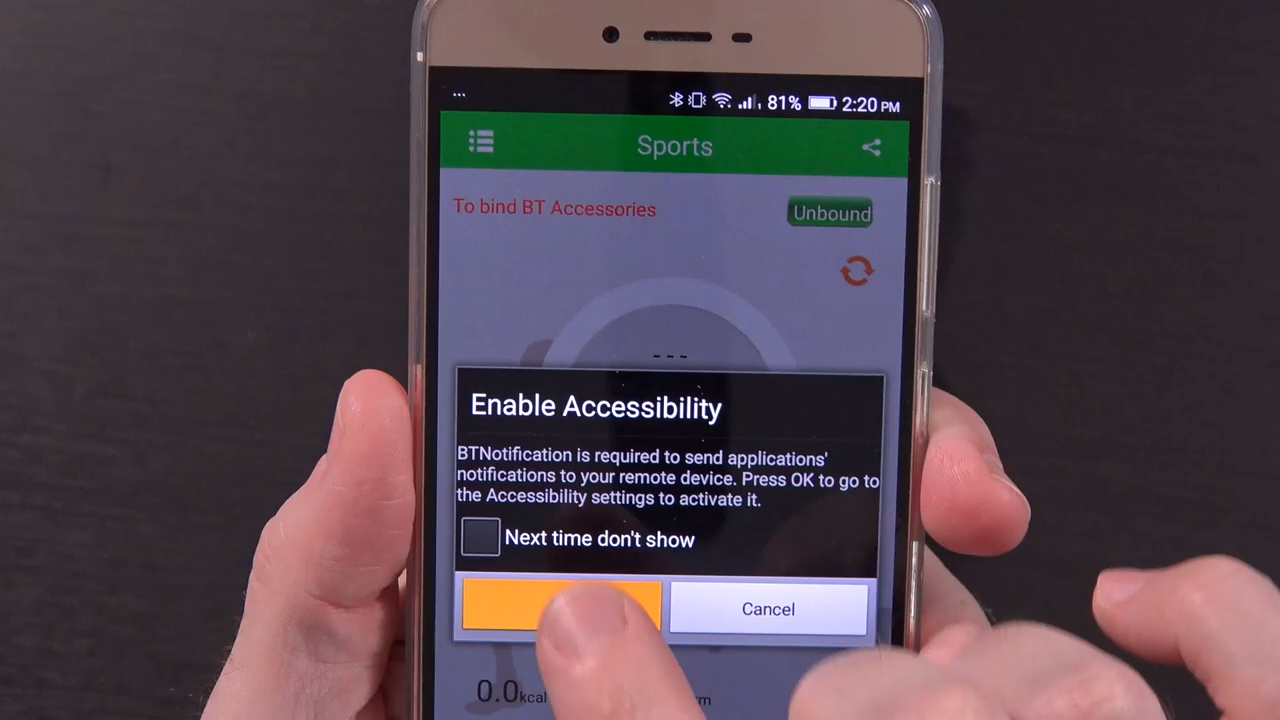 ... 81% 2:20 PM
Sports
To bind BT Accessories Unbound
---
Enable Accessibility
BTNotification is required to send applications'
notifications to your remote device. Press OK to go to
the Accessibility settings to activate it.
Next time don't show
Cancel
0.0kcal